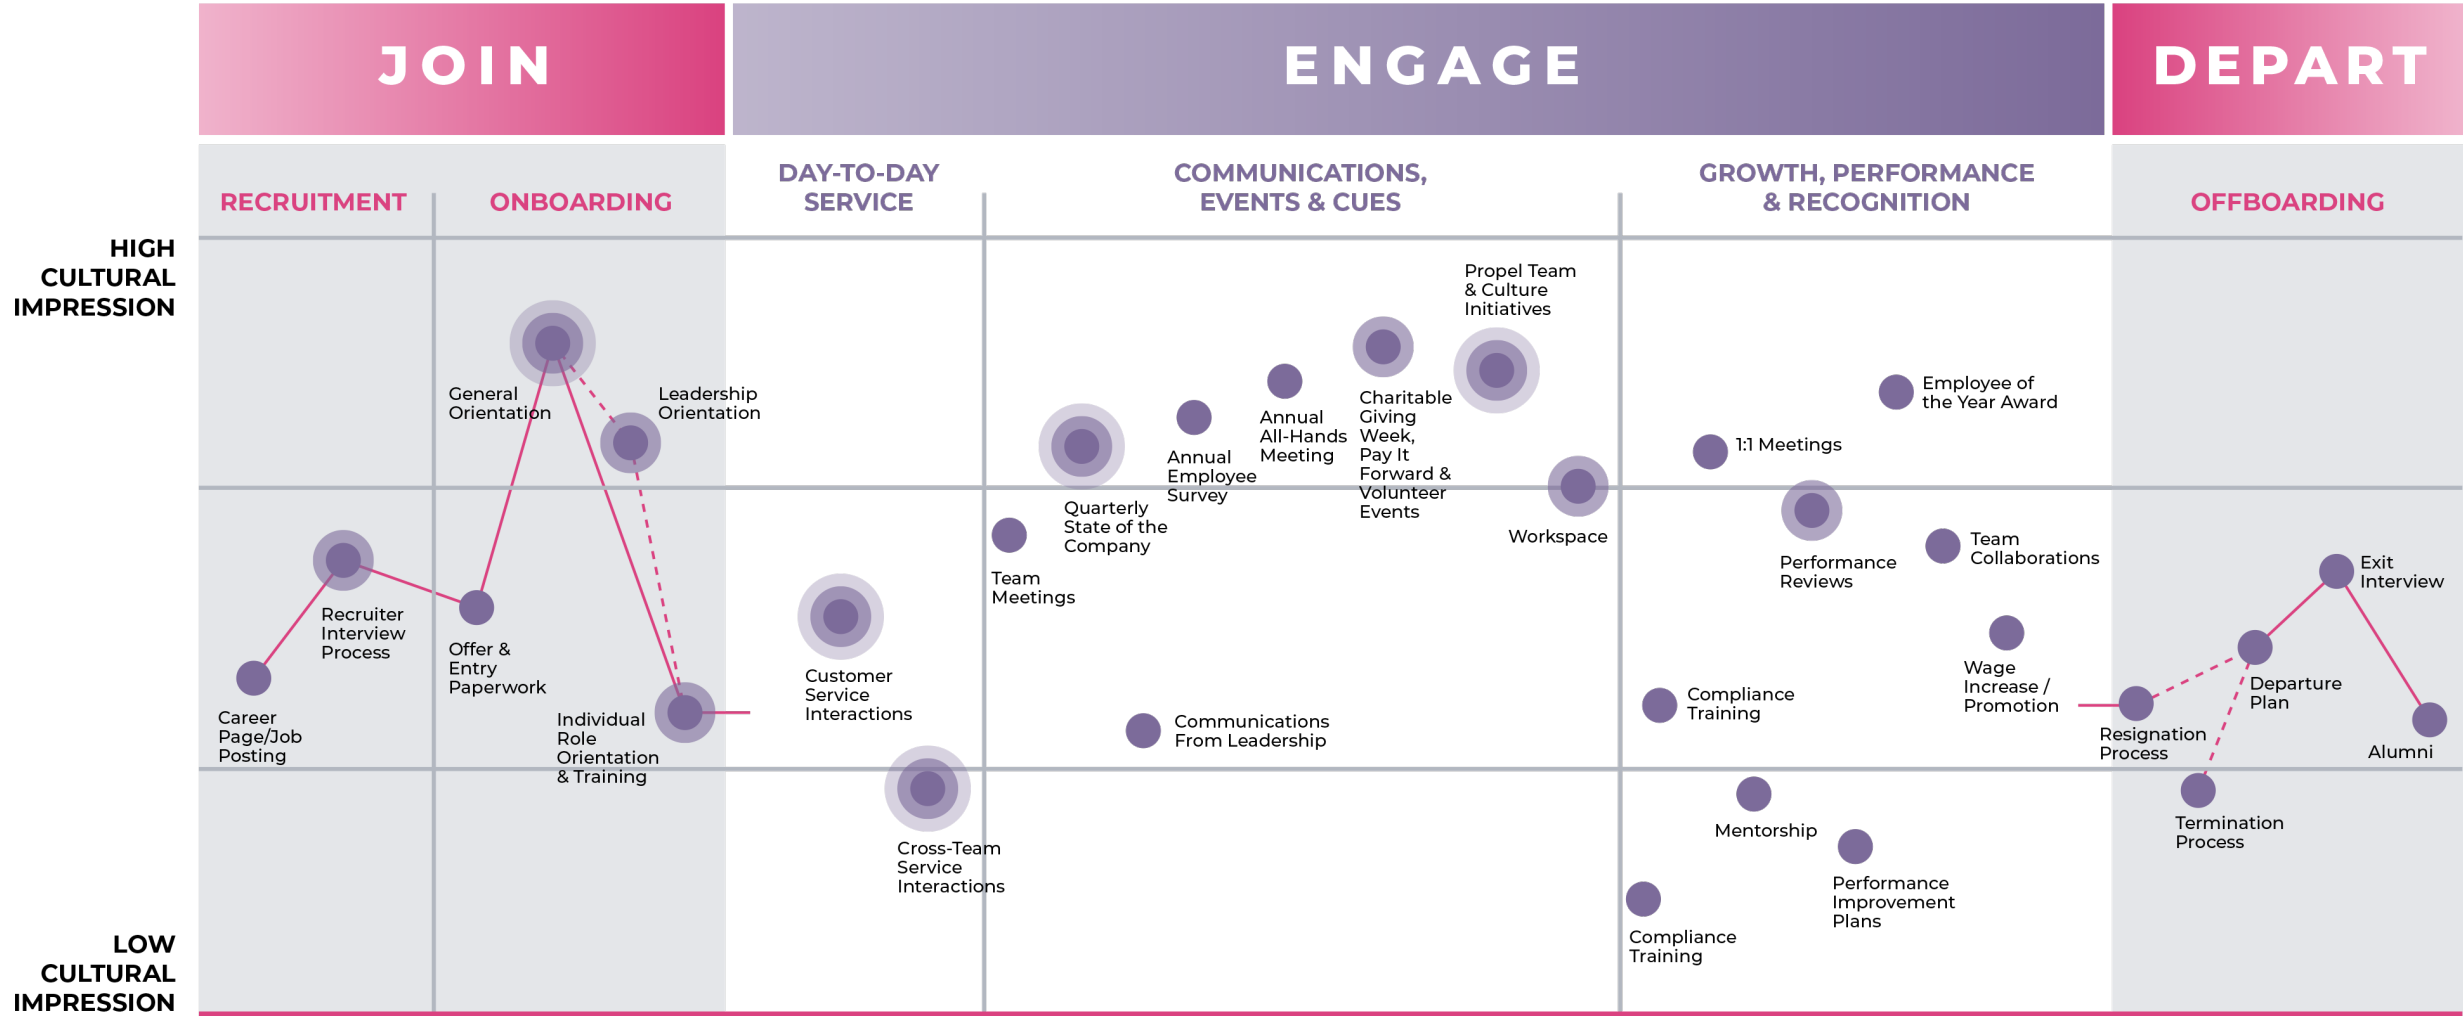 JOIN
ENGAGE
DEPART
RECRUITMENT
ONBOARDING
DAY-TO-DAY
SERVICE
COMMUNICATIONS,
EVENTS & CUES
GROWTH, PERFORMANCE
& RECOGNITION
OFFBOARDING
HIGH
CULTURAL
IMPRESSION
LOW
CULTURAL
IMPRESSION
Career
Page/Job
Posting
Recruiter
Interview
Process
General
Orientation
Leadership
Orientation
Offer &
Entry
Paperwork
Individual
Role
Orientation
& Training
Customer
Service
Interactions
Cross-Team
Service
Interactions
Team
Meetings
Quarterly
State of the
Company
Annual
Employee
Survey
Annual
All-Hands
Meeting
Charitable
Giving
Week,
Pay It
Forward &
Volunteer
Events
Propel Team
& Culture
Initiatives
Workspace
Communications
From Leadership
Employee of
the Year Award
1:1 Meetings
Performance
Reviews
Team
Collaborations
Wage
Increase /
Promotion
Compliance
Training
Mentorship
Performance
Improvement
Plans
Compliance
Training
Exit
Interview
Departure
Plan
Resignation
Process
Alumni
Termination
Process